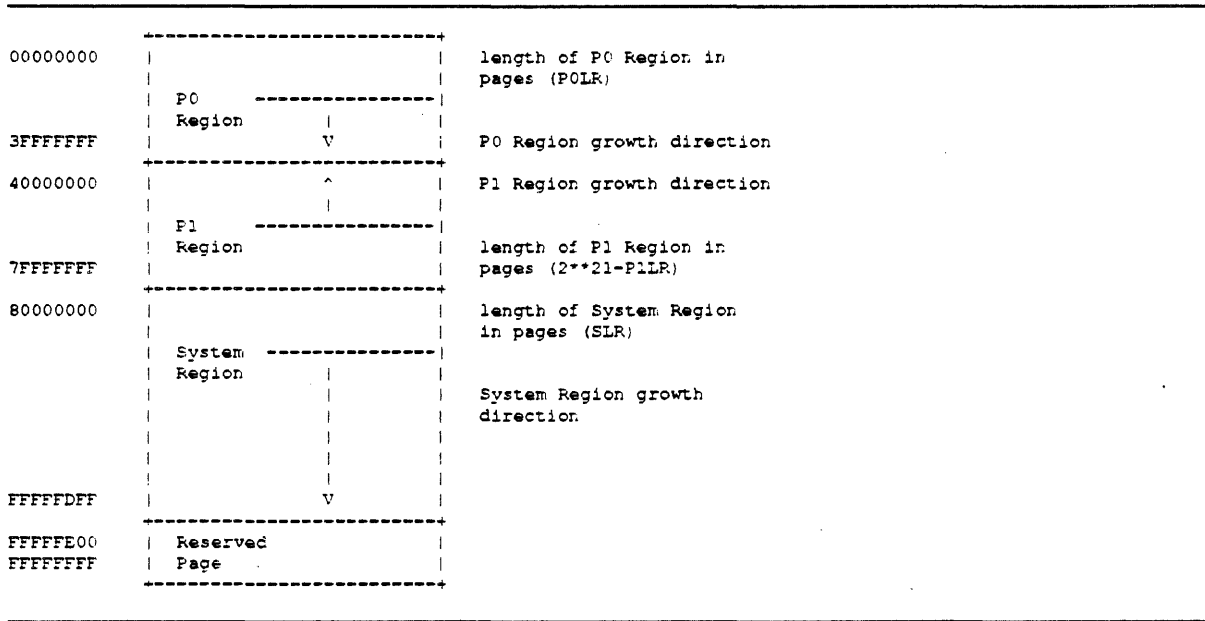 00000000 length of P0 Region in
pages (P0LR)
P0
Region
3FFFFFFF V P0 Region growth direction
40000000 ^ P1 Region growth direction
P1
Region length of P1 Region in
7FFFFFFF pages (2**21-P1LR)
80000000 length of System Region
in pages (SLR)
System
Region
System Region growth
direction
FFFFFDFF V
FFFFFE00 Reserved
FFFFFFFF Page